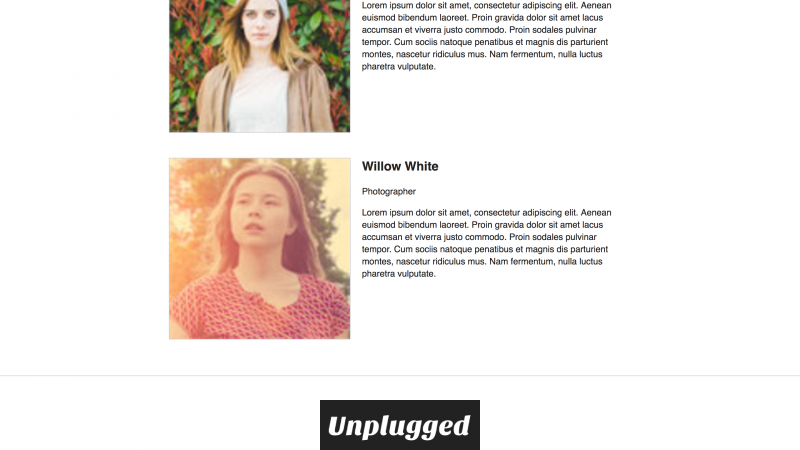 Lorem ipsum dolor sit amet, consectetur adipiscing elit. Aenean
euismod bibendum laoreet. Proin gravida dolor sit amet lacus
accumsan et viverra justo commodo. Proin sodales pulvinar
tempor. Cum sociis natoque penatibus et magnis dis parturient
montes, nascetur ridiculus mus. Nam fermentum, nulla luctus
pharetra vulputate.
Willow White
Photographer
Lorem ipsum dolor sit amet, consectetur adipiscing elit. Aenean
euismod bibendum laoreet. Proin gravida dolor sit amet lacus
accumsan et viverra justo commodo. Proin sodales pulvinar
tempor. Cum sociis natoque penatibus et magnis dis parturient
montes, nascetur ridiculus mus. Nam fermentum, nulla luctus
pharetra vulputate.
Unplugged